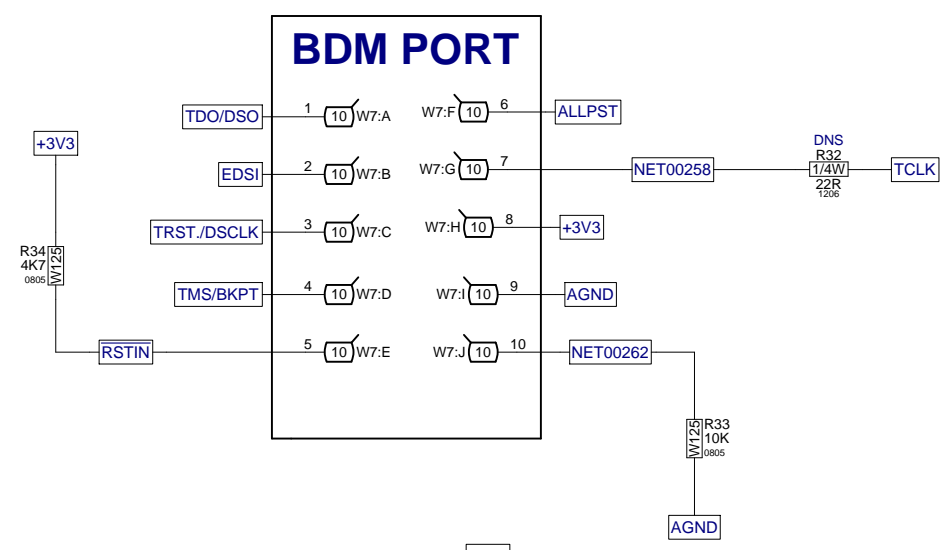 BDM PORT
TDO/DSO 1 10 W7:A
W7:F 10 6 ALLPST
+3V3
EDSI 2 10 W7:B
W7:G 10 7 NET00258
DNS
R32
1/4W
22R
1206
TCLK
TRST./DSCLK 3 10 W7:C
W7:H 10 8 +3V3
R34
4K7
0805
W125
TMS/BKPT 4 10 W7:D
W7:I 10 9 AGND
RSTIN 5 10 W7:E
W7:J 10 10 NET00262
W125
R33
10K
0805
AGND